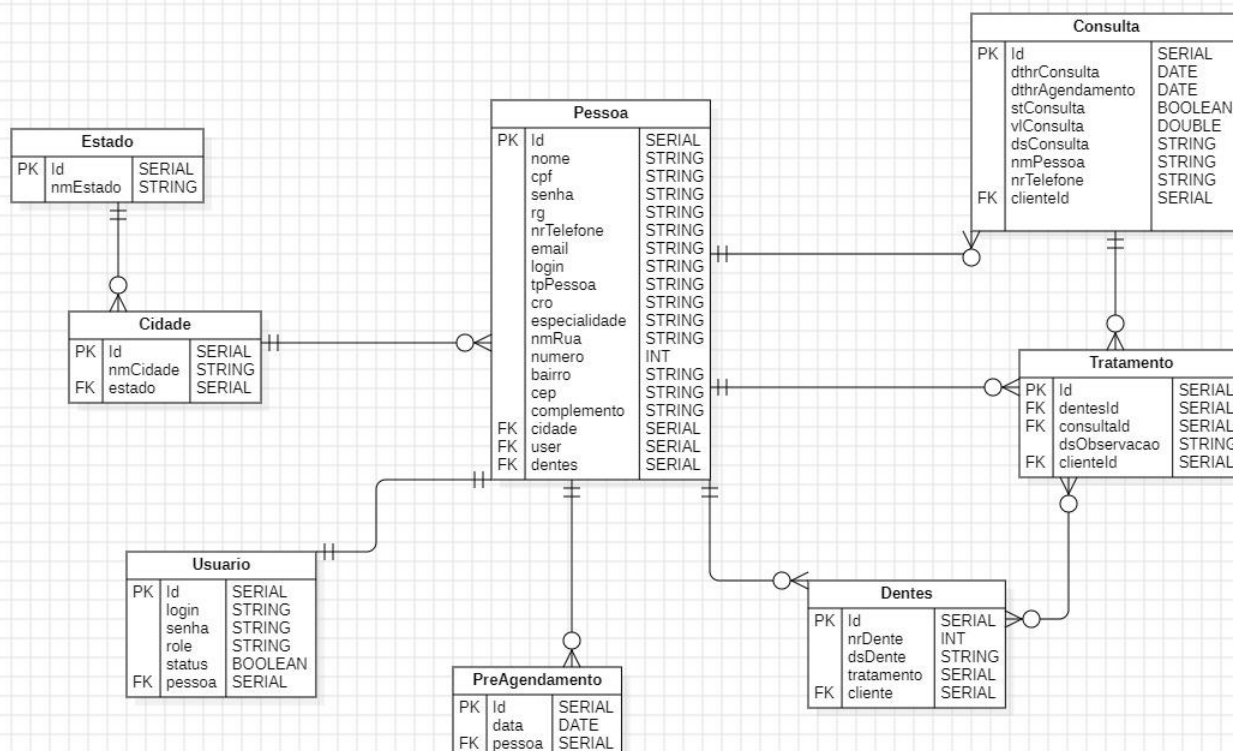 Estado
PK Id SERIAL
nmEstado STRING
Cidade
PK Id SERIAL
nmCidade STRING
FK estado SERIAL
Pessoa
PK Id SERIAL
nome STRING
cpf STRING
senha STRING
rg STRING
nrTelefone STRING
email STRING
login STRING
tpPessoa STRING
cro STRING
especialidade STRING
nmRua STRING
numero INT
bairro STRING
cep STRING
complemento STRING
FK cidade SERIAL
FK user SERIAL
FK dentes SERIAL
Consulta
PK Id SERIAL
dthrConsulta DATE
dthrAgendamento DATE
stConsulta BOOLEAN
vlConsulta DOUBLE
dsConsulta STRING
nmPessoa STRING
nrTelefone STRING
FK clienteId SERIAL
Tratamento
PK Id SERIAL
FK dentesId SERIAL
FK consultaId SERIAL
dsObservacao STRING
FK clienteId SERIAL
Usuario
PK Id SERIAL
login STRING
senha STRING
role STRING
status BOOLEAN
FK pessoa SERIAL
Dentes
PK Id SERIAL
nrDente INT
dsDente STRING
tratamento SERIAL
FK cliente SERIAL
PreAgendamento
PK Id SERIAL
data DATE
FK pessoa SERIAL